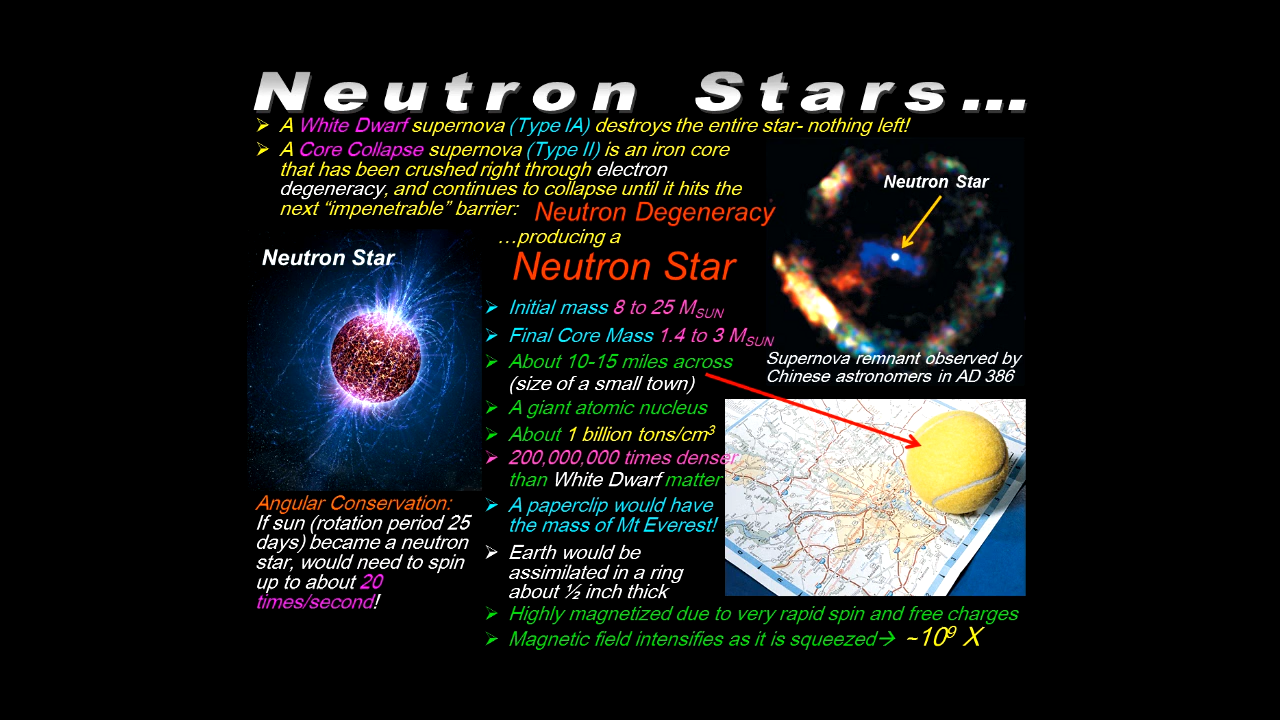 Neutron Stars…
➢ A White Dwarf supernova (Type IA) destroys the entire star- nothing left!
➢ A Core Collapse supernova (Type II) is an iron core
that has been crushed right through electron
degeneracy, and continues to collapse until it hits the
next “impenetrable” barrier: Neutron Degeneracy
…producing a
Neutron Star
Neutron Star
Neutron Star
Supernova remnant observed by
Chinese astronomers in AD 386
➢ Initial mass 8 to 25 MSUN
➢ Final Core Mass 1.4 to 3 MSUN
➢ About 10-15 miles across
(size of a small town)
➢ A giant atomic nucleus
➢ About 1 billion tons/cm³
➢ 200,000,000 times denser
than White Dwarf matter
➢ A paperclip would have
the mass of Mt Everest!
➢ Earth would be
assimilated in a ring
about ½ inch thick
➢ Highly magnetized due to very rapid spin and free charges
➢ Magnetic field intensifies as it is squeezed→ ~10⁹ X
Angular Conservation:
If sun (rotation period 25
days) became a neutron
star, would need to spin
up to about 20
times/second!